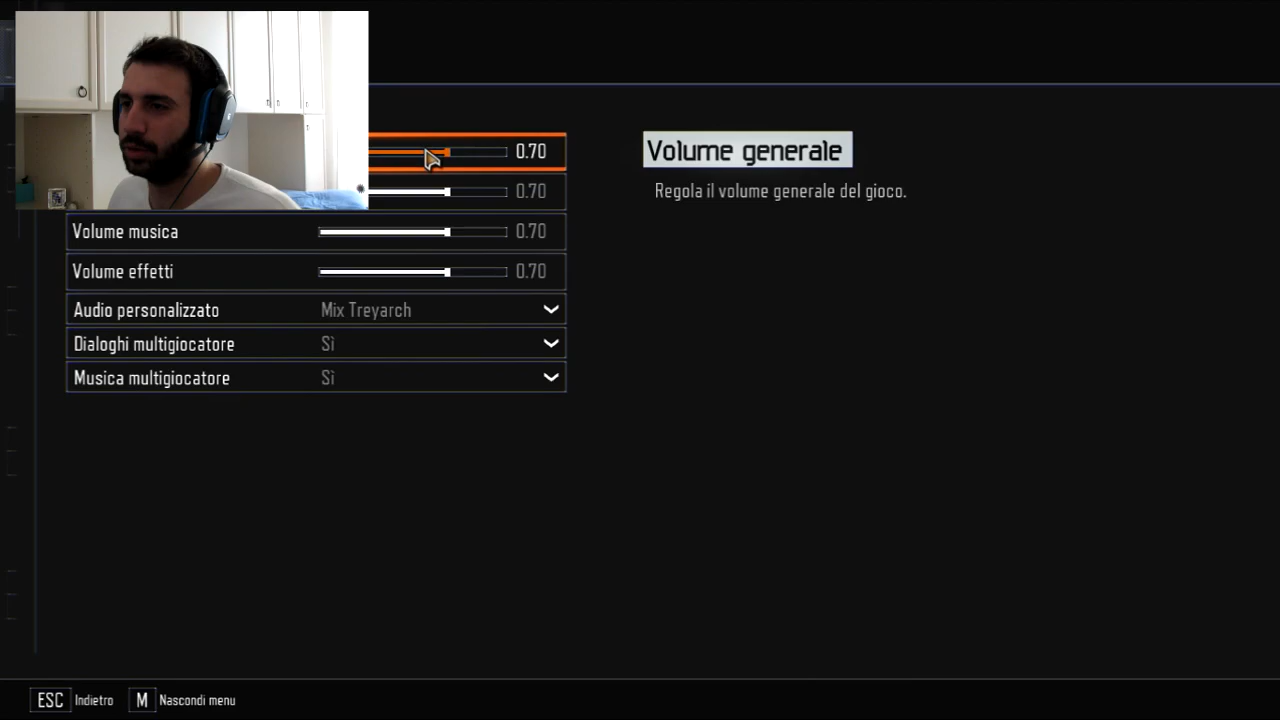 0.70
Volume generale
0.70
Regola il volume generale del gioco.
Volume musica 0.70
Volume effetti 0.70
Audio personalizzato Mix Treyarch
Dialoghi multigiocatore Sì
Musica multigiocatore Sì
ESC Indietro M Nascondi menu